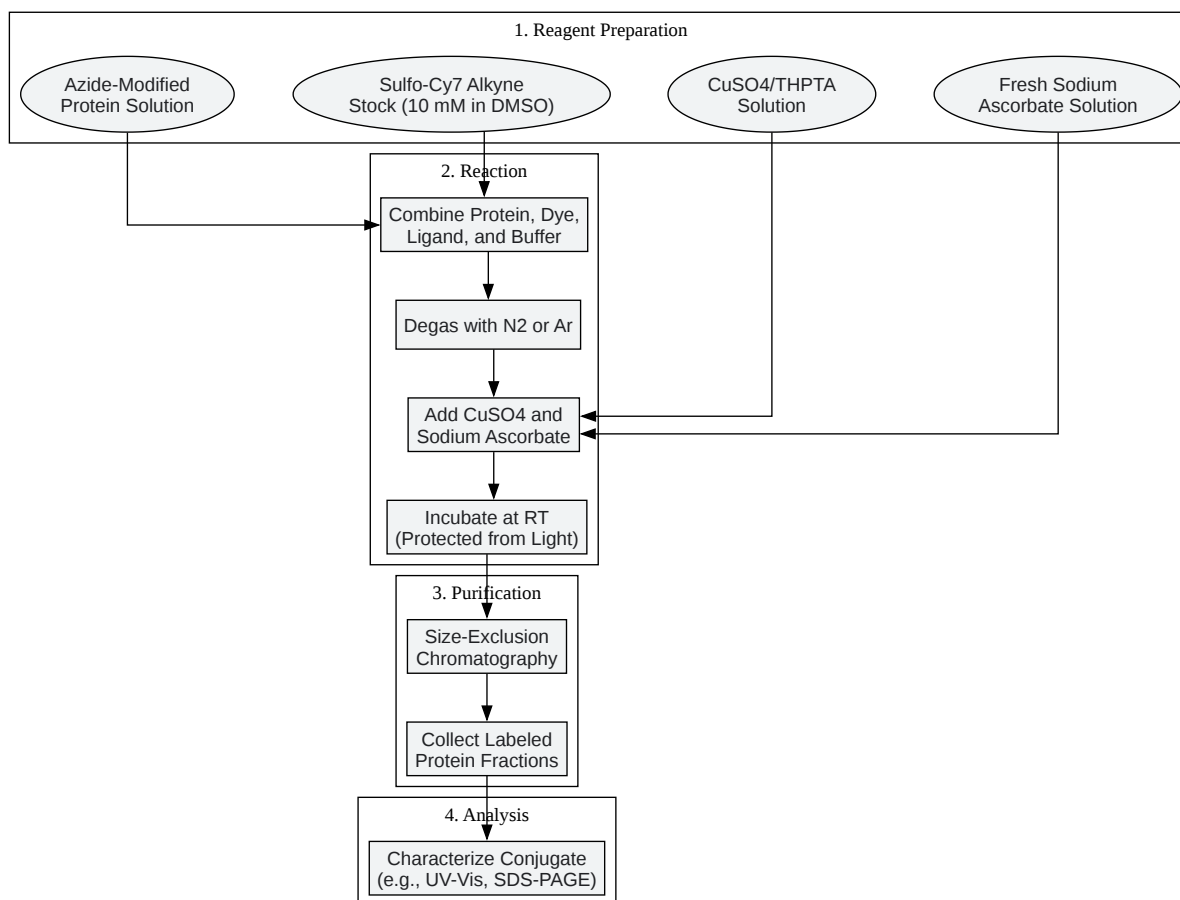 1. Reagent Preparation
Azide-Modified
Protein Solution
Sulfo-Cy7 Alkyne
Stock (10 mM in DMSO)
CuSO4/THPTA
Solution
Fresh Sodium
Ascorbate Solution
2. Reaction
Combine Protein, Dye,
Ligand, and Buffer
Degas with N2 or Ar
Add CuSO4 and
Sodium Ascorbate
Incubate at RT
(Protected from Light)
3. Purification
Size-Exclusion
Chromatography
Collect Labeled
Protein Fractions
4. Analysis
Characterize Conjugate
(e.g., UV-Vis, SDS-PAGE)